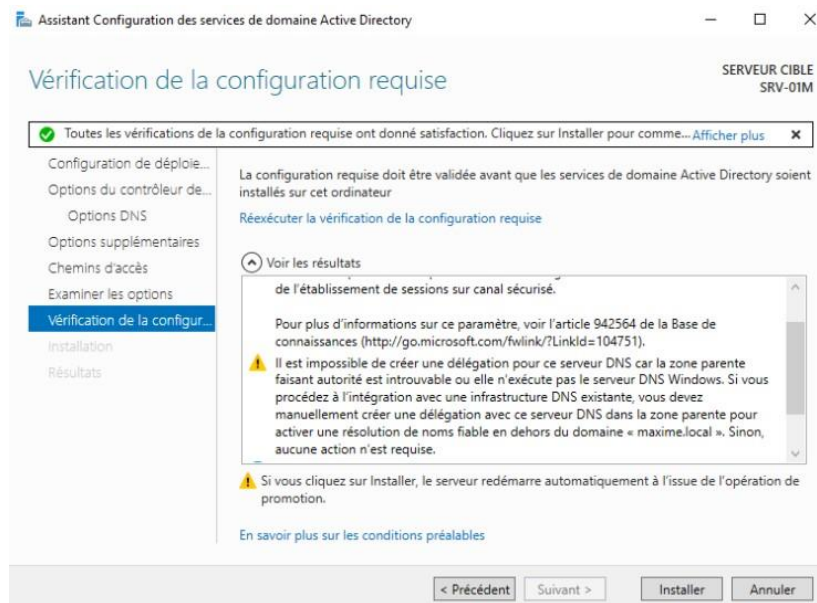 Assistant Configuration des services de domaine Active Directory
Vérification de la configuration requise
SERVEUR CIBLE
SRV-01M
Toutes les vérifications de la configuration requise ont donné satisfaction. Cliquez sur Installer pour comme... Afficher plus
Configuration de déploie...
Options du contrôleur de...
Options DNS
Options supplémentaires
Chemins d'accès
Examiner les options
Vérification de la configur...
Installation
Résultats
La configuration requise doit être validée avant que les services de domaine Active Directory soient
installés sur cet ordinateur
Réexécuter la vérification de la configuration requise
Voir les résultats
de l'établissement de sessions sur canal sécurisé.
Pour plus d'informations sur ce paramètre, voir l'article 942564 de la Base de
connaissances (http://go.microsoft.com/fwlink/?LinkId=104751).
Il est impossible de créer une délégation pour ce serveur DNS car la zone parente
faisant autorité est introuvable ou elle n'exécute pas le serveur DNS Windows. Si vous
procédez à l'intégration avec une infrastructure DNS existante, vous devez
manuellement créer une délégation avec ce serveur DNS dans la zone parente pour
activer une résolution de noms fiable en dehors du domaine « maxime.local ». Sinon,
aucune action n'est requise.
Si vous cliquez sur Installer, le serveur redémarre automatiquement à l'issue de l'opération de
promotion.
En savoir plus sur les conditions préalables
< Précédent
Suivant >
Installer
Annuler